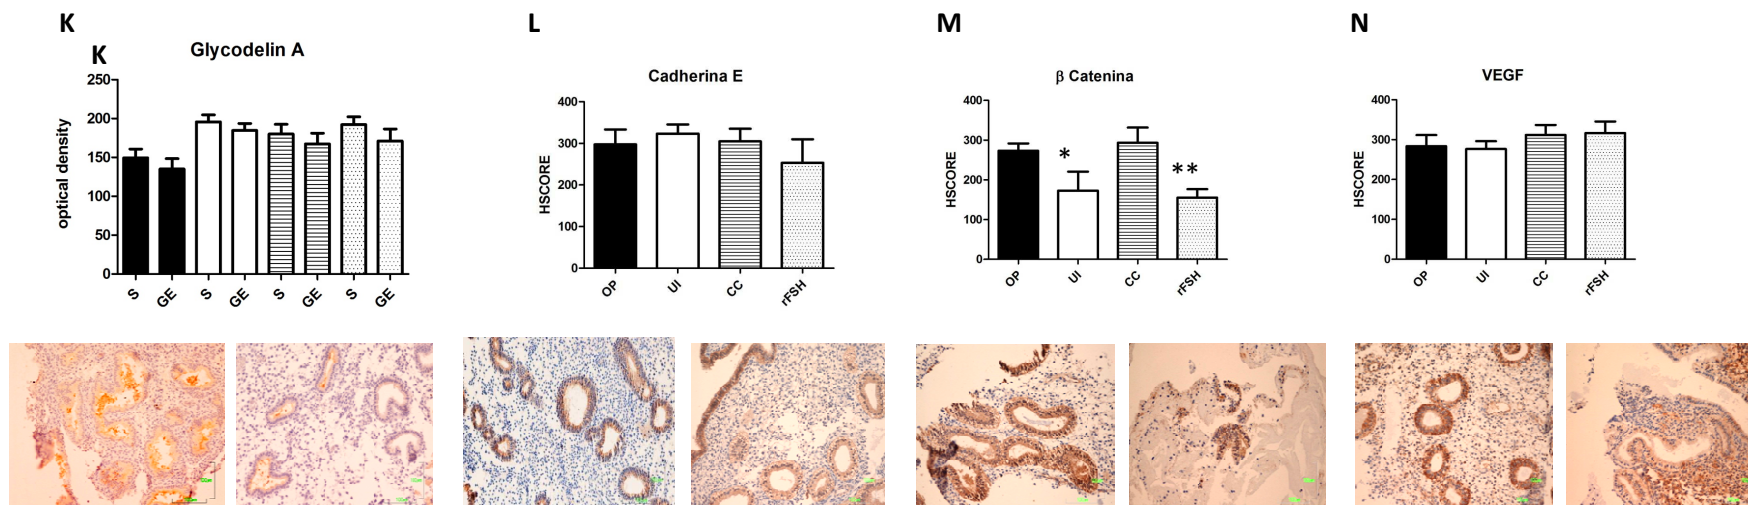 K
L
M
N
K
Glycodelin A
optical density
250
200
150
100
50
0
S
GE
S
GE
S
GE
S
GE
Cadherina E
HSCORE
400
300
200
100
0
OP
UI
CC
rFSH
β Catenina
HSCORE
400
300
200
100
0
*
**
OP
UI
CC
rFSH
VEGF
HSCORE
400
300
200
100
0
OP
UI
CC
rFSH